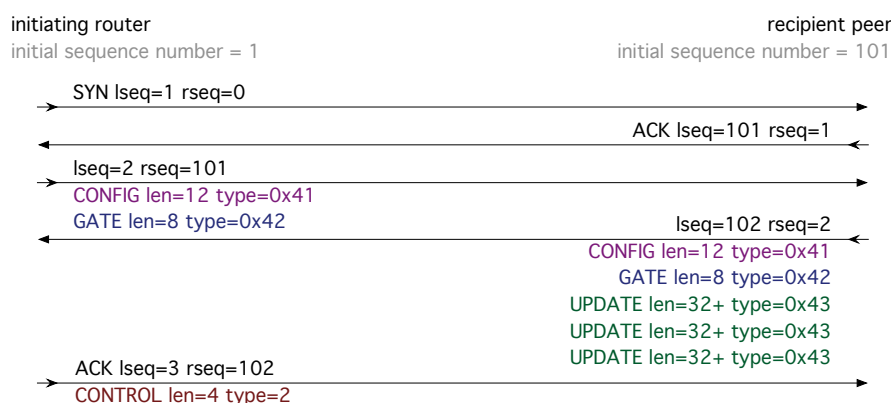 initiating router
recipient peer
initial sequence number = 1
initial sequence number = 101
SYN lseq=1 rseq=0
ACK lseq=101 rseq=1
lseq=2 rseq=101
CONFIG len=12 type=0x41
GATE len=8 type=0x42
lseq=102 rseq=2
CONFIG len=12 type=0x41
GATE len=8 type=0x42
UPDATE len=32+ type=0x43
UPDATE len=32+ type=0x43
UPDATE len=32+ type=0x43
ACK lseq=3 rseq=102
CONTROL len=4 type=2